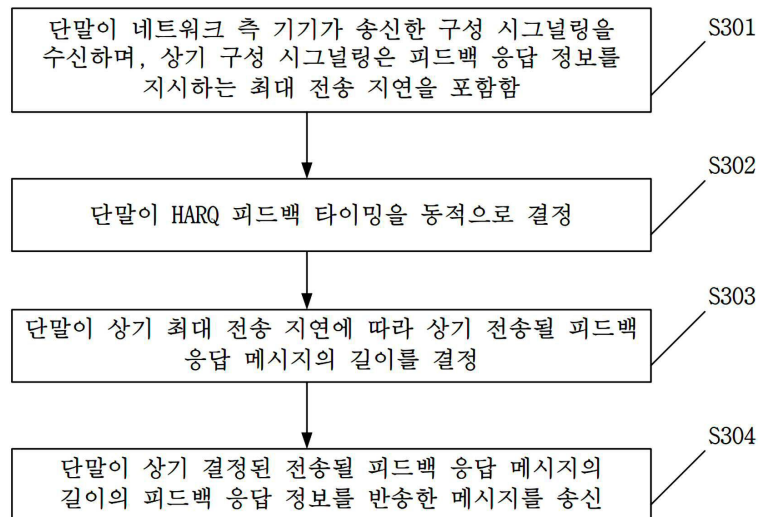 단말이 네트워크 측 기기가 송신한 구성 시그널링을
수신하며, 상기 구성 시그널링은 피드백 응답 정보를
지시하는 최대 전송 지연을 포함함
S301
단말이 HARQ 피드백 타이밍을 동적으로 결정
S302
단말이 상기 최대 전송 지연에 따라 상기 전송될 피드백
응답 메시지의 길이를 결정
S303
단말이 상기 결정된 전송될 피드백 응답 메시지의
길이의 피드백 응답 정보를 반송한 메시지를 송신
S304